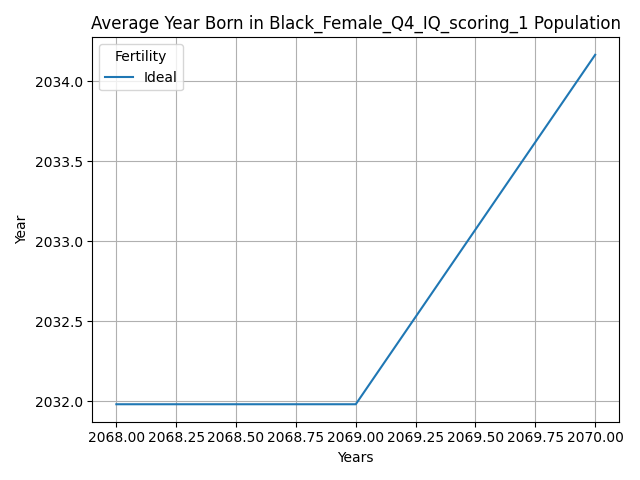 Average Year Born in Black_Female_Q4_IQ_scoring_1 Population
Fertility
Ideal
2034.0
2033.5
2033.0
2032.5
2032.0
Year
2068.00 2068.25 2068.50 2068.75 2069.00 2069.25 2069.50 2069.75 2070.00
Years